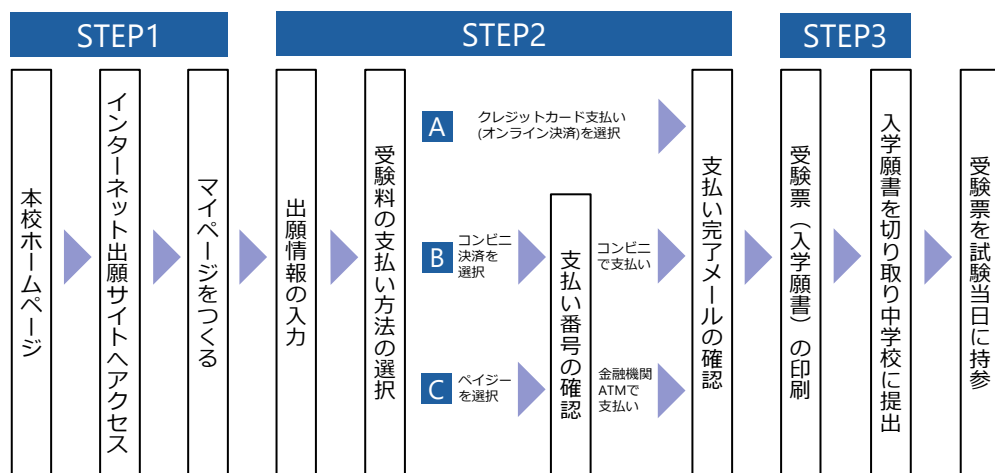 STEP1
STEP2
STEP3
本校ホームページ
インターネット出願サイトへアクセス
マイページをつくる
出願情報の入力
受験料の支払い方法の選択
A
クレジットカード支払い
(オンライン決済)を選択
B
コンビニ
決済を
選択
C
ペイジー
を選択
支払い番号の確認
コンビニ
で支払い
金融機関
ATMで
支払い
支払い完了メールの確認
受験票（入学願書）の印刷
入学願書を切り取り中学校に提出
受験票を試験当日に持参